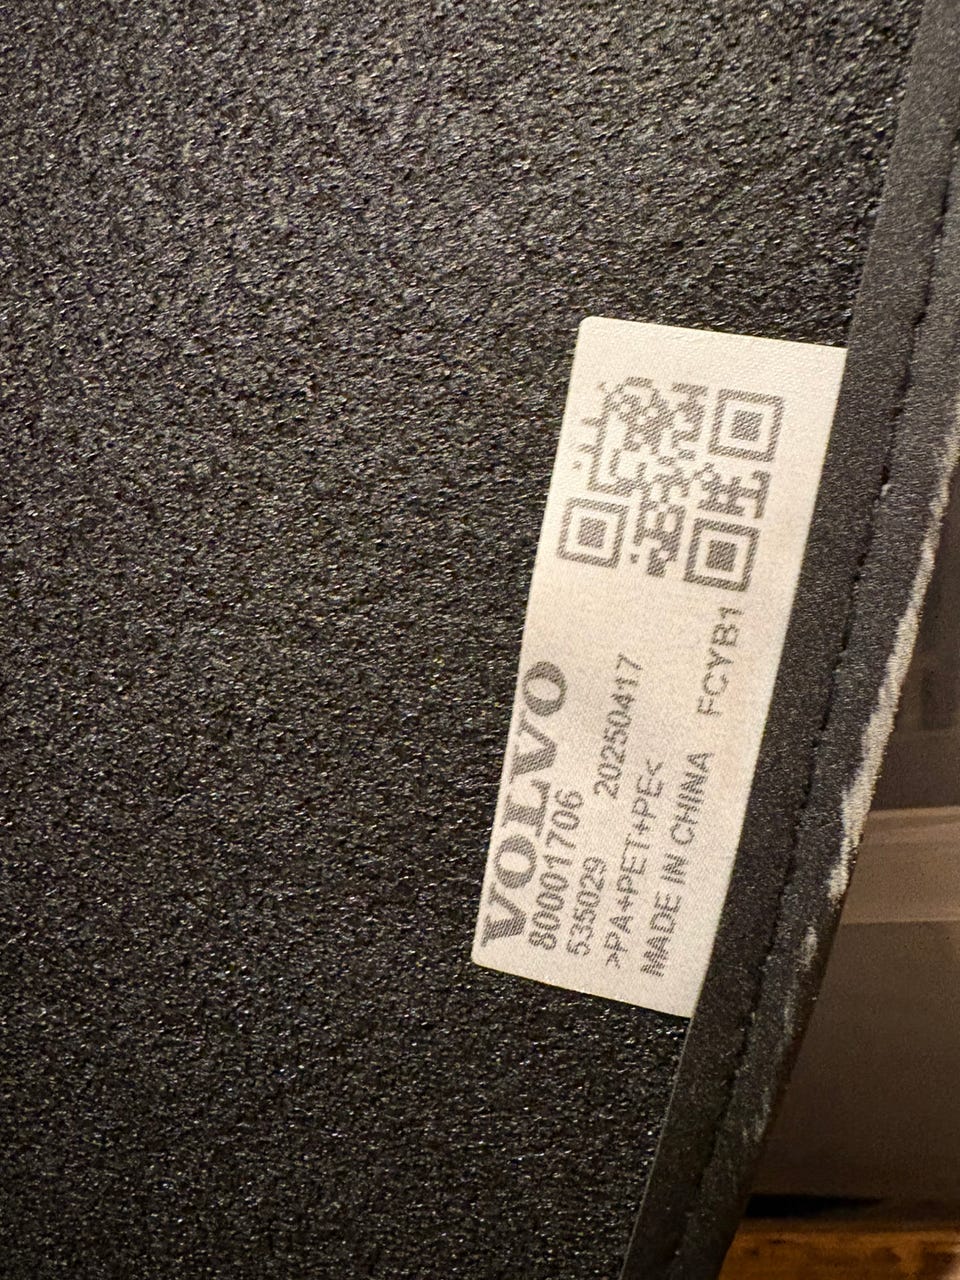 VOLVO
80001706
535029 20250417
>PA+PET+PE<
MADE IN CHINA FCYB1